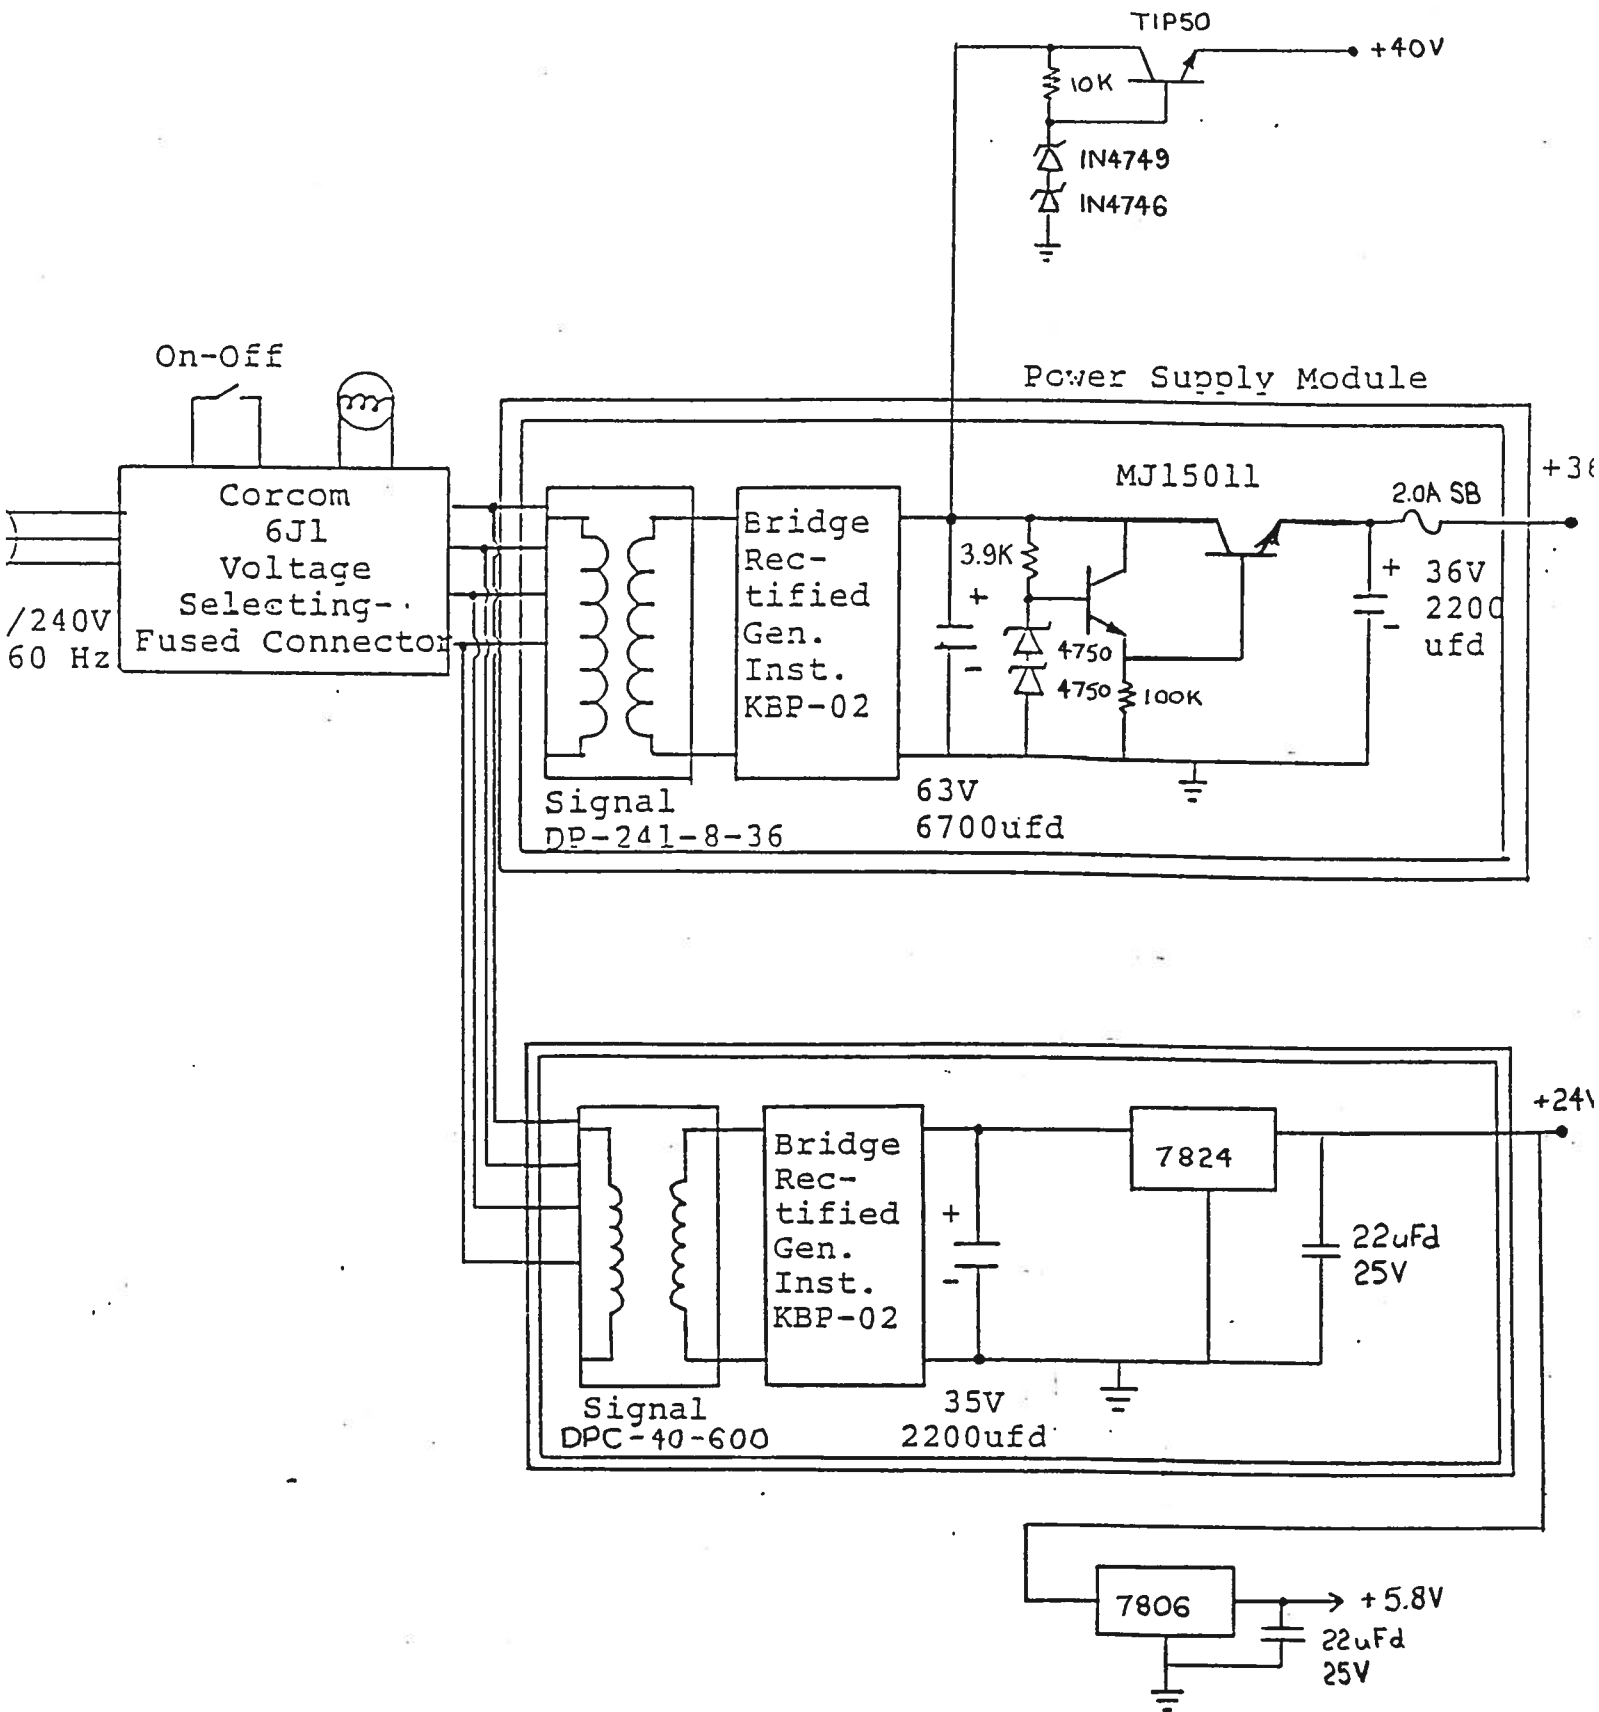 TIP50
+40V
10K
1N4749
1N4746
On-Off
Power Supply Module
Corcom
6J1
Voltage
Selecting-
Fused Connector
/240V
60 Hz
Bridge
Rec-
tified
Gen.
Inst.
KBP-02
MJ15011
2.0A SB
+36
3.9K
+
-
4750
4750
100K
+
-
36V
2200
ufd
Signal
DP-241-8-36
63V
6700ufd
+24V
Bridge
Rec-
tified
Gen.
Inst.
KBP-02
7824
+
-
22uFd
25V
Signal
DPC-40-600
35V
2200ufd
7806
+5.8V
22uFd
25V